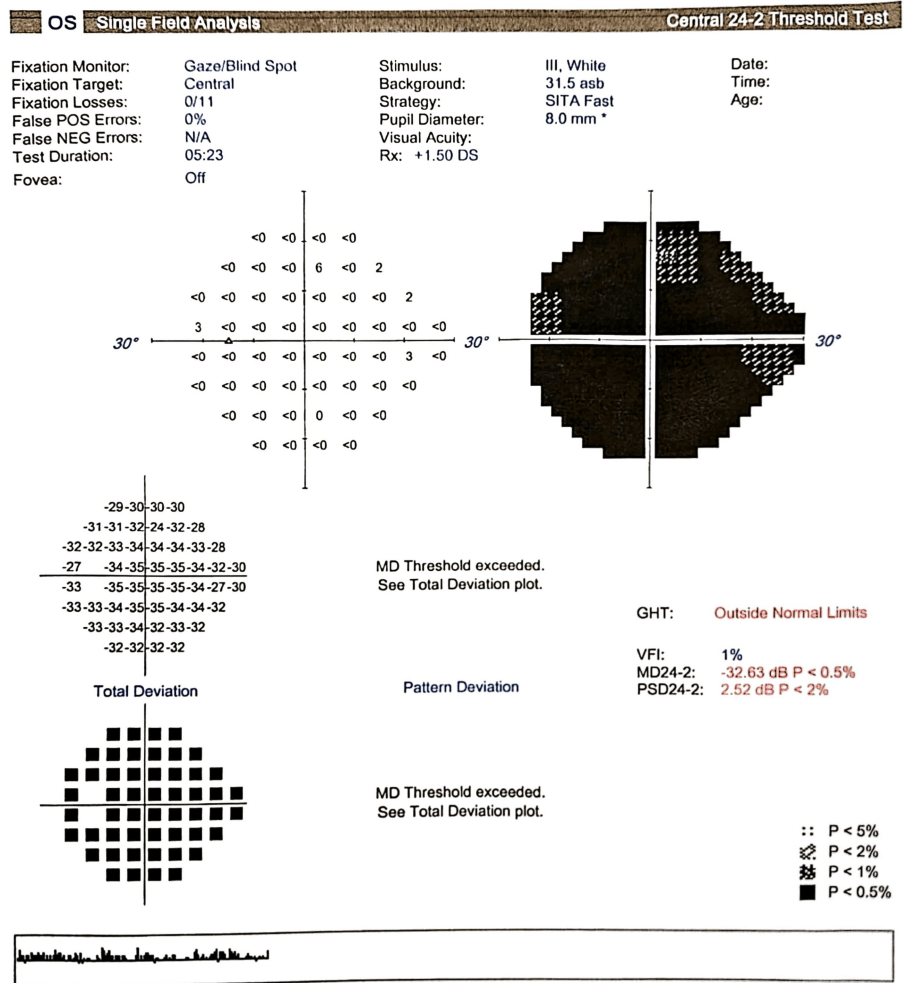 OS Single Field Analysis Central 24-2 Threshold Test
Fixation Monitor: Gaze/Blind Spot Stimulus: III, White Date:
Fixation Target: Central Background: 31.5 asb Time:
Fixation Losses: 0/11 Strategy: SITA Fast Age:
False POS Errors: 0% Pupil Diameter: 8.0 mm *
False NEG Errors: N/A Visual Acuity:
Test Duration: 05:23 Rx: +1.50 DS
Fovea: Off
<0 <0 <0 <0
<0 <0 <0 6 <0 2
<0 <0 <0 <0 <0 <0 <0 2
3 <0 <0 <0 <0 <0 <0 <0 <0
30° 30° 30°
<0 <0 <0 <0 <0 <0 <0 3 <0
<0 <0 <0 <0 <0 <0 <0 <0
<0 <0 <0 0 <0 <0
<0 <0 <0 <0
-29 -30 -30 -30
-31 -31 -32 -24 -32 -28
-32 -32 -33 -34 -34 -34 -33 -28
-27 -34 -35 -35 -35 -34 -32 -30
-33 -35 -35 -35 -35 -34 -27 -30
-33 -33 -34 -35 -35 -34 -34 -32
-33 -33 -34 -32 -33 -32
-32 -32 -32 -32
MD Threshold exceeded.
See Total Deviation plot.
GHT: Outside Normal Limits
VFI: 1%
MD24-2: -32.63 dB P < 0.5%
PSD24-2: 2.52 dB P < 2%
Total Deviation Pattern Deviation
MD Threshold exceeded.
See Total Deviation plot.
:: P < 5%
P < 2%
P < 1%
P < 0.5%